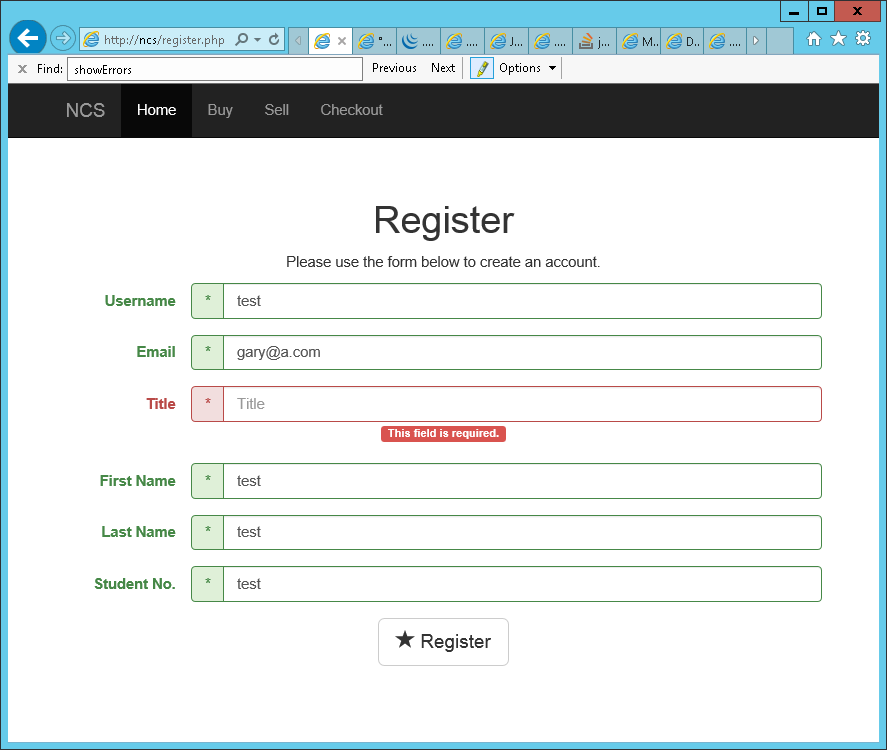 http://ncs/register.php
"... .... .... J... .... j... M.. D.. ....
Find: showErrors Previous Next Options
NCS Home Buy Sell Checkout
Register
Please use the form below to create an account.
Username * test
Email * gary@a.com
Title * Title
This field is required.
First Name * test
Last Name * test
Student No. * test
Register